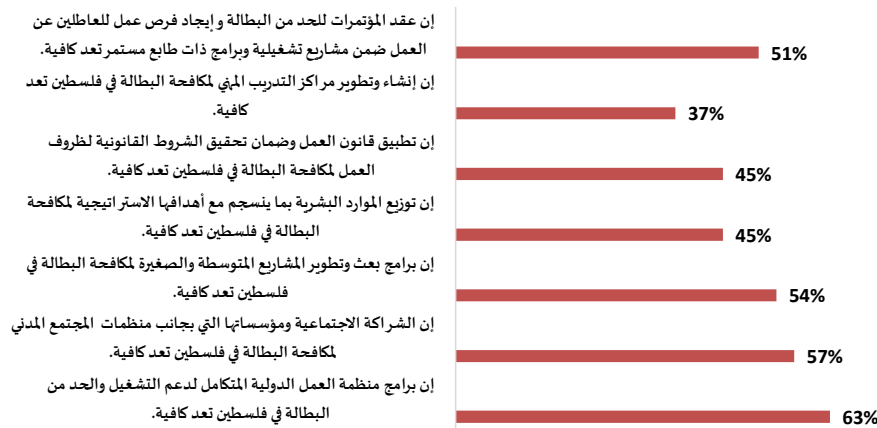 إن عقد المؤتمرات للحد من البطالة وإيجاد فرص عمل للعاطلين عن
العمل ضمن مشاريع تشغيلية وبرامج ذات طابع مستمر تعد كافية.
51%
إن إنشاء وتطوير مراكز التدريب المني لمكافحة البطالة في فلسطين تعد
كافية.
37%
إن تطبيق قانون العمل وضمان تحقيق الشروط القانونية لظروف
العمل لمكافحة البطالة في فلسطين تعد كافية.
45%
إن توزيع الموارد البشرية بما ينسجم مع أهدافها الاستراتيجية لمكافحة
البطالة في فلسطين تعد كافية.
45%
إن برامج بعث وتطوير المشاريع المتوسطة والصغيرة لمكافحة البطالة في
فلسطين تعد كافية.
54%
إن الشراكة الاجتماعية ومؤسساتها التي بجانب منظمات المجتمع المدني
لمكافحة البطالة في فلسطين تعد كافية.
57%
إن برامج منظمة العمل الدولية المتكامل لدعم التشغيل والحد من
البطالة في فلسطين تعد كافية.
63%